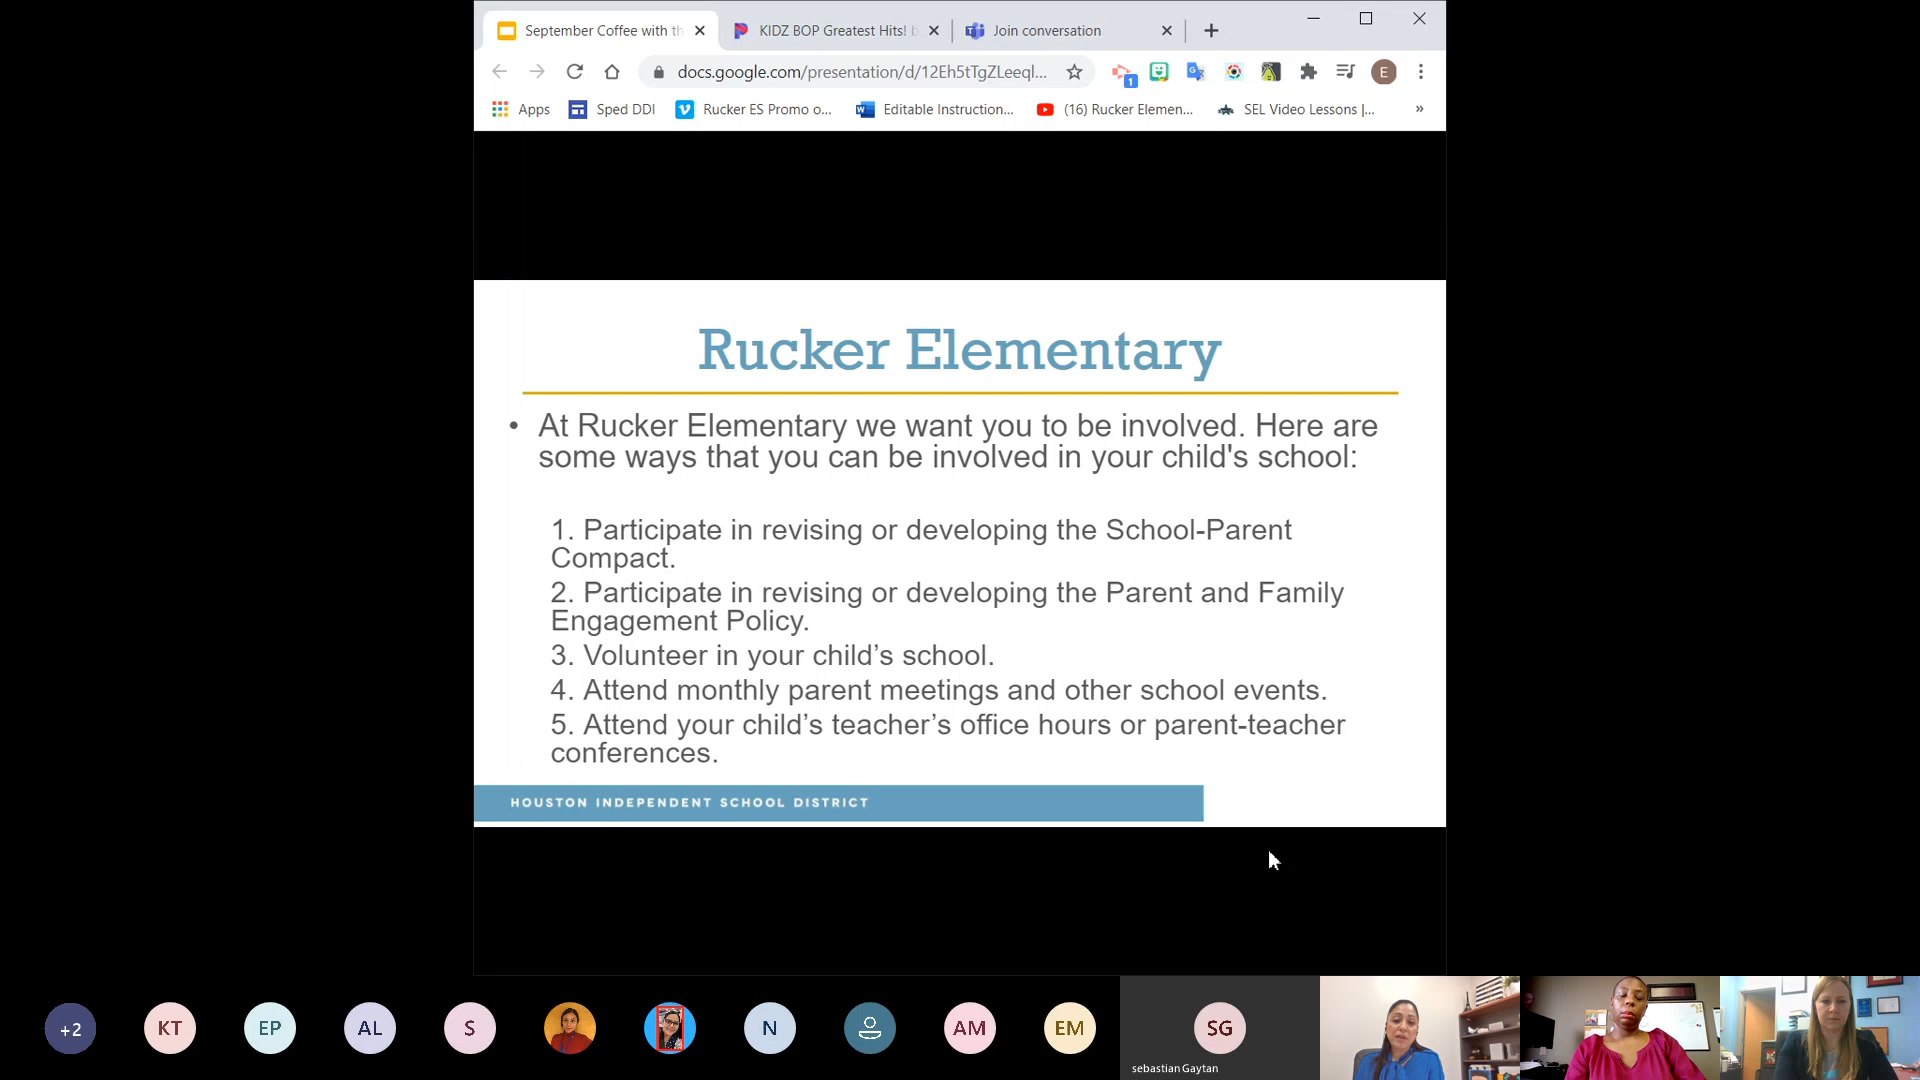 September Coffee with th
KIDZ BOP Greatest Hits! b
Join conversation
docs.google.com/presentation/d/12Eh5tTgZLeeql...
1
E
Apps
Sped DDI
Rucker ES Promo o...
Editable Instruction...
(16) Rucker Elemen...
SEL Video Lessons |...
»
Rucker Elementary
• At Rucker Elementary we want you to be involved. Here are
some ways that you can be involved in your child's school:
1. Participate in revising or developing the School-Parent
Compact.
2. Participate in revising or developing the Parent and Family
Engagement Policy.
3. Volunteer in your child’s school.
4. Attend monthly parent meetings and other school events.
5. Attend your child’s teacher’s office hours or parent-teacher
conferences.
HOUSTON INDEPENDENT SCHOOL DISTRICT
+2
KT
EP
AL
S
N
AM
EM
SG
sebastian Gaytan